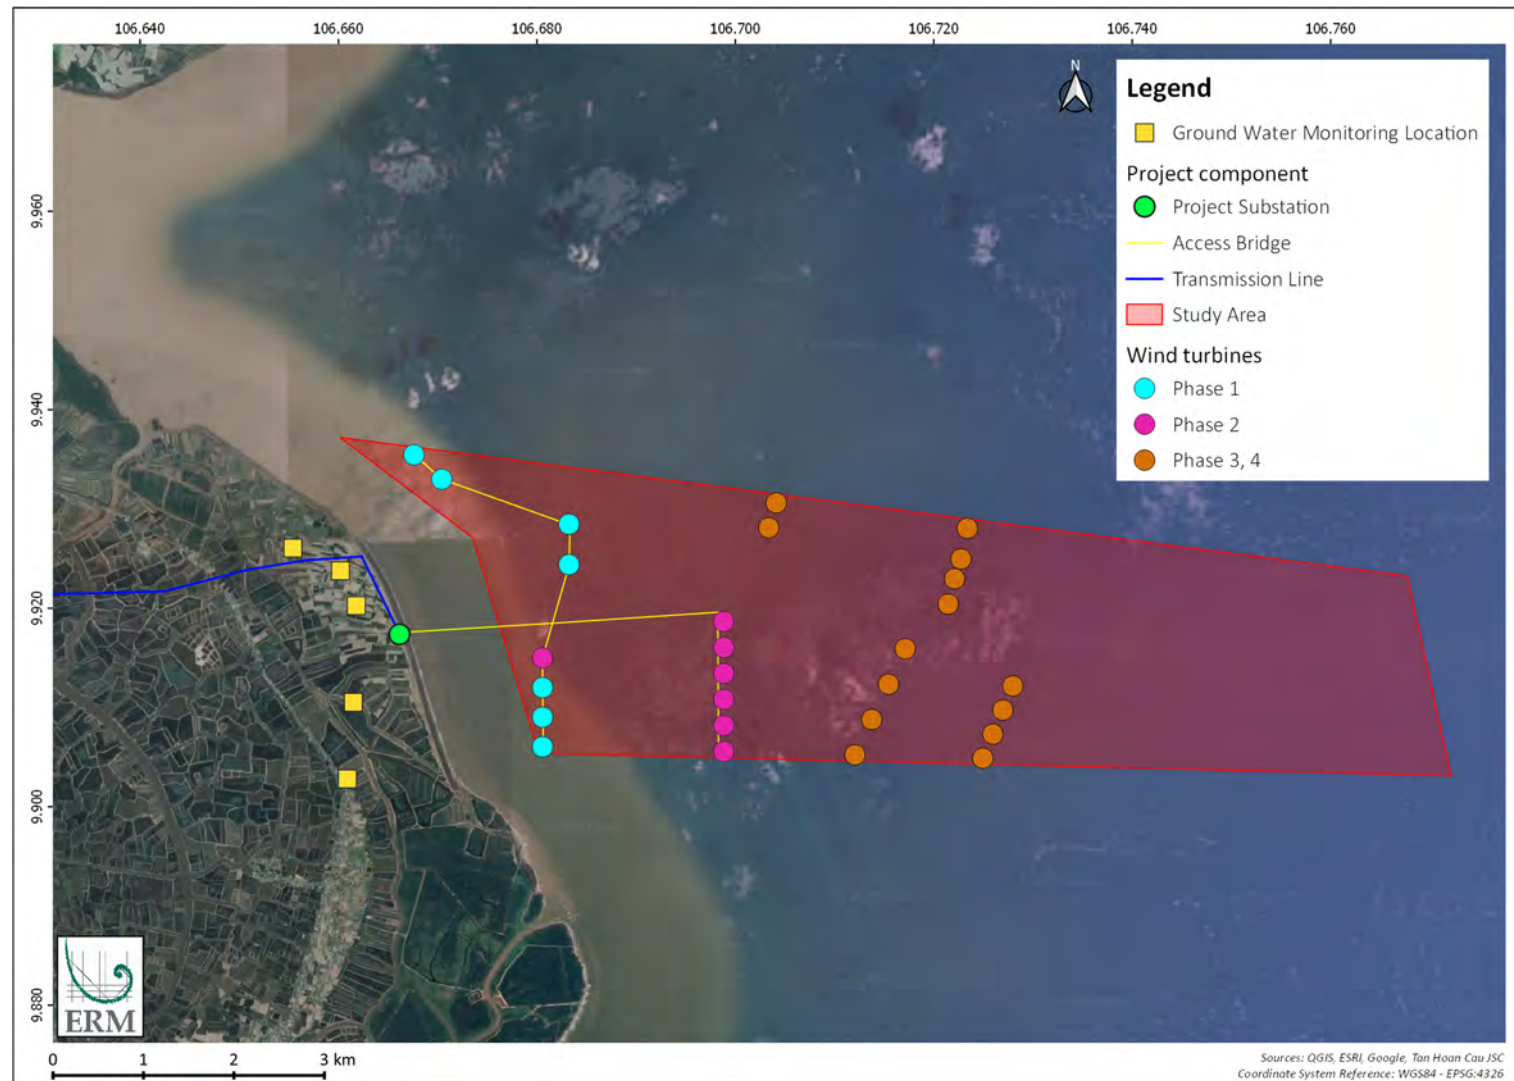 106.640 106.660 106.680 106.700 106.720 106.740 106.760
9.960
9.940
9.920
9.900
9.880
N
Legend
Ground Water Monitoring Location
Project component
Project Substation
Access Bridge
Transmission Line
Study Area
Wind turbines
Phase 1
Phase 2
Phase 3, 4
ERM
0 1 2 3 km
Sources: QGIS, ESRI, Google, Tan Hoan Cau JSC
Coordinate System Reference: WGS84 - EPSG:4326